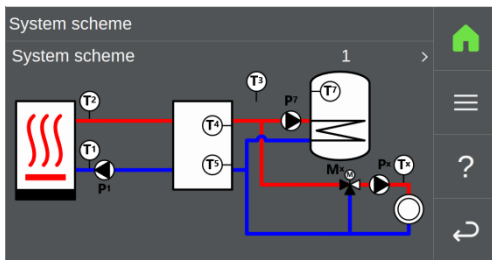 System scheme
System scheme 1 >
T3
T2 P7 T7
T4
T1 T5 Mx M Px Tx
P1
?